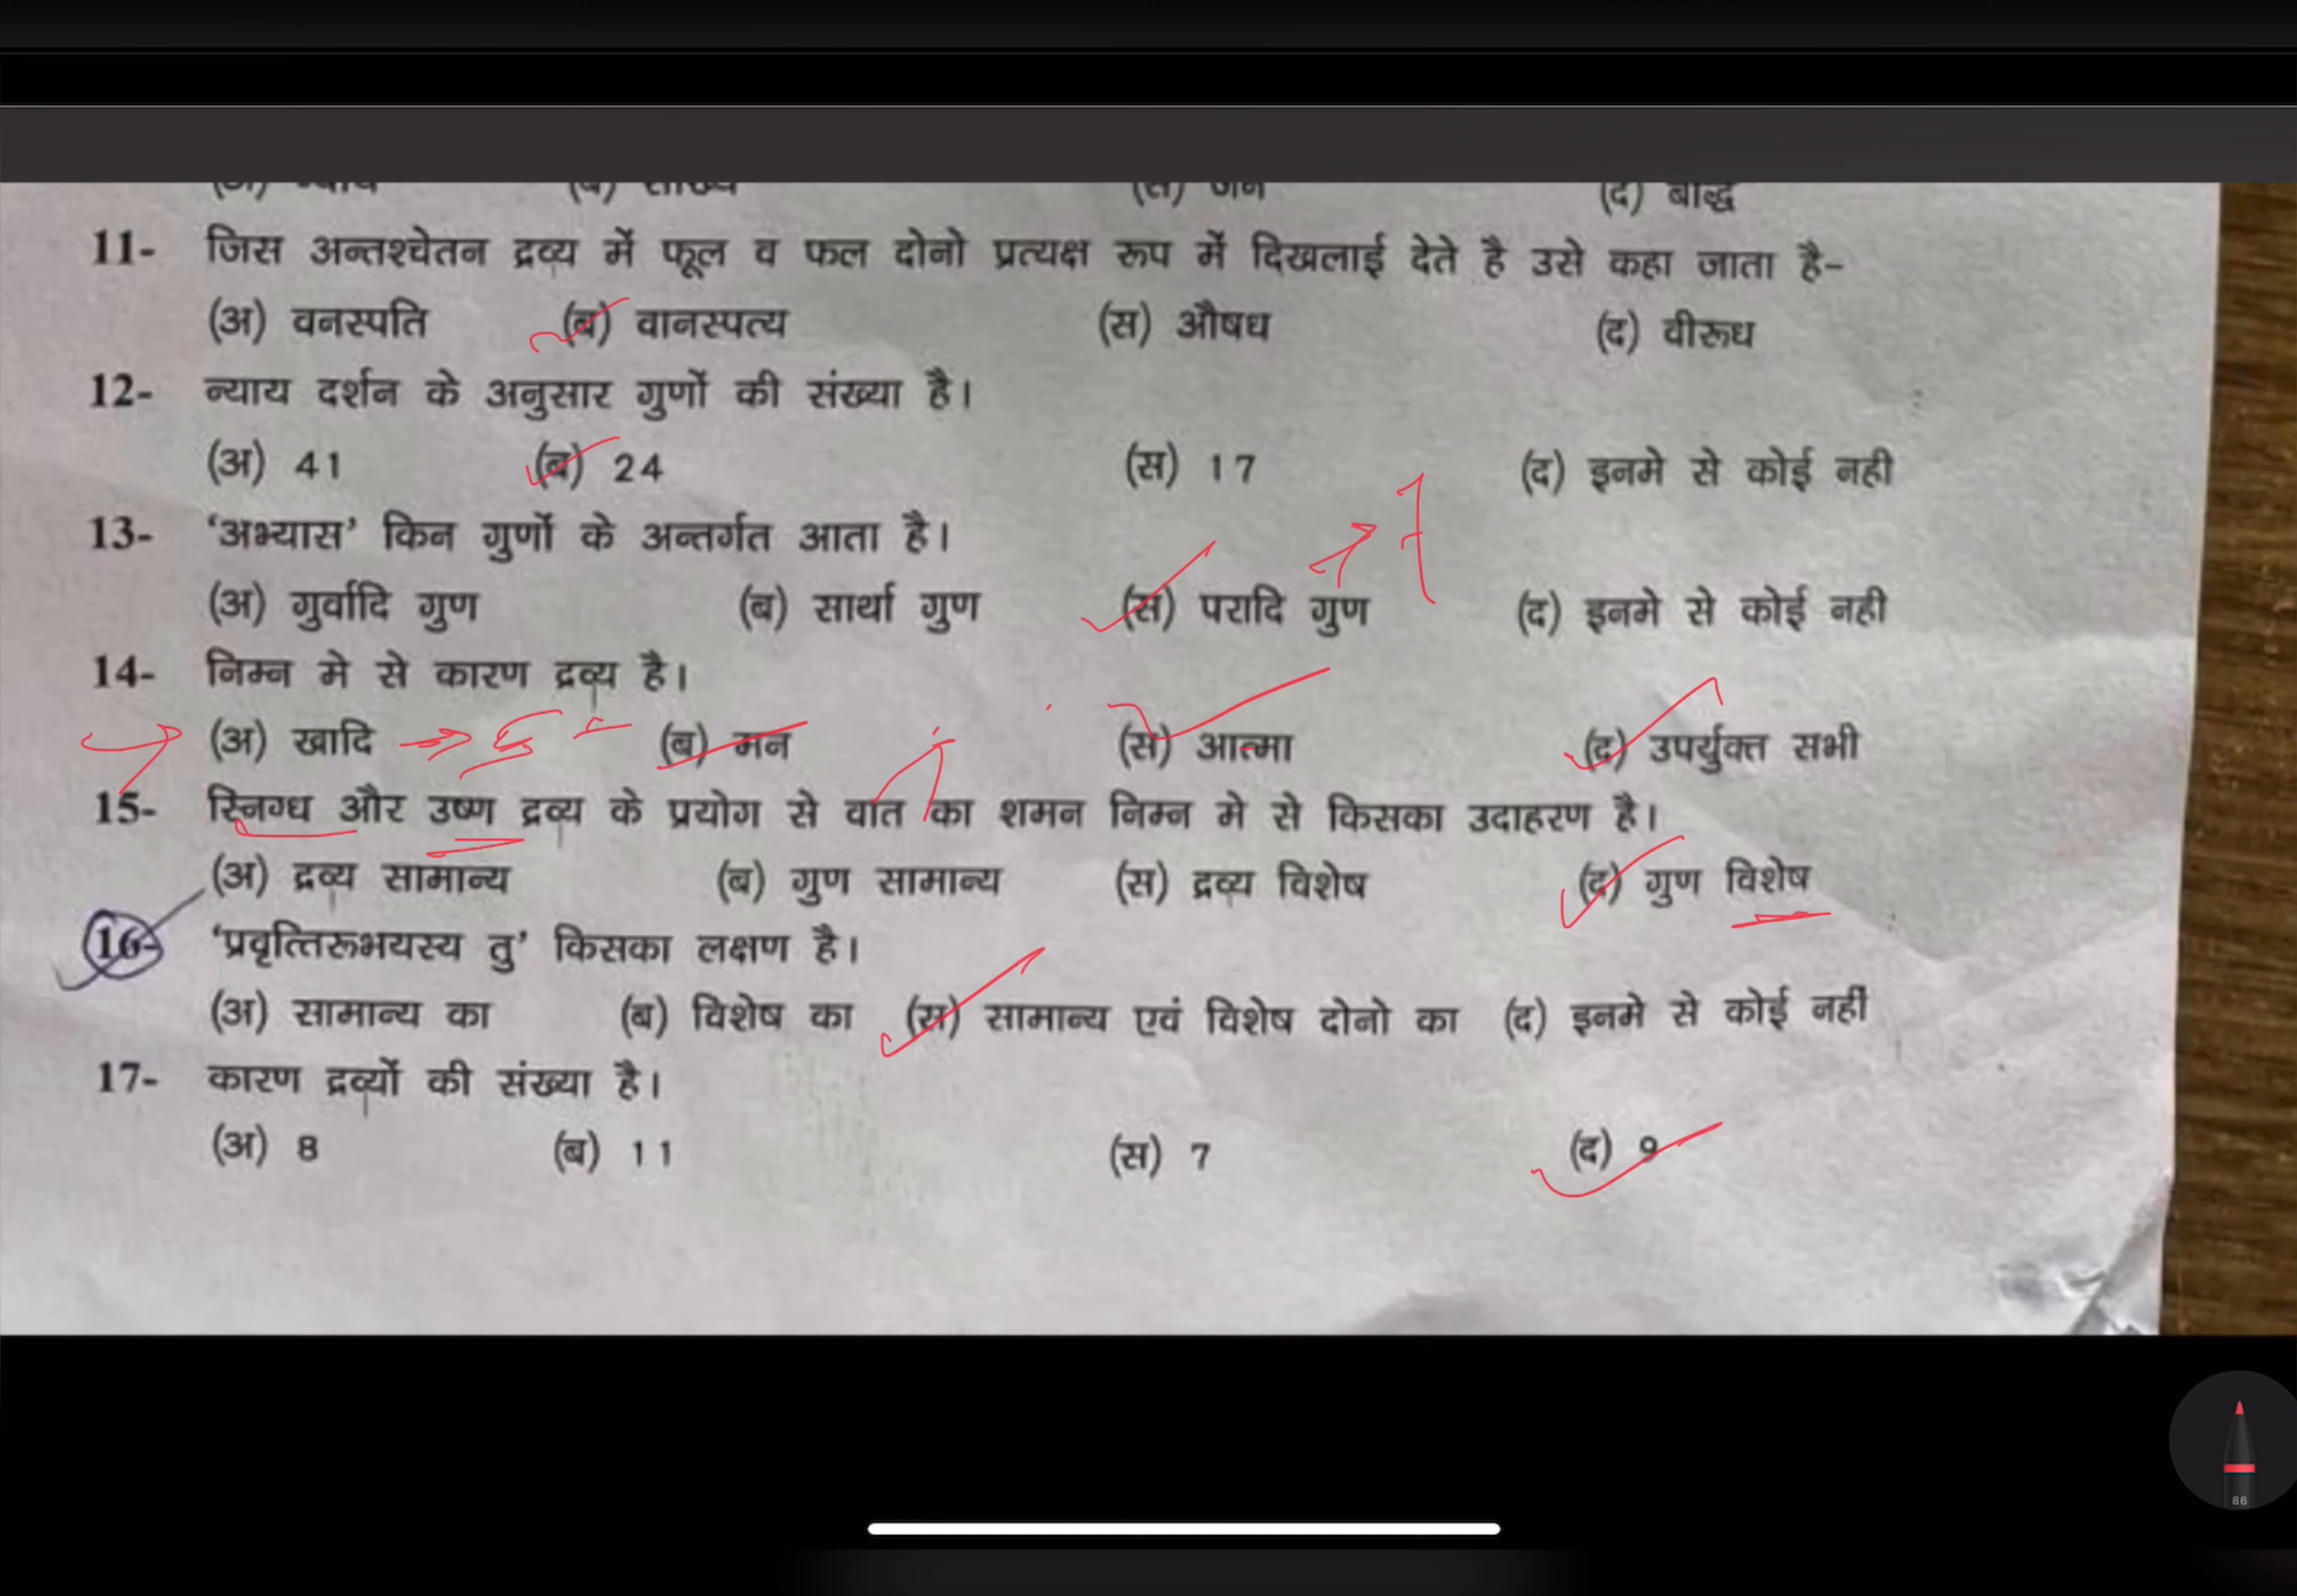 (अ) न्याय (ब) सांख्य (स) जैन (द) बौद्ध
11- जिस अन्तश्चेतन द्रव्य में फूल व फल दोनो प्रत्यक्ष रूप में दिखलाई देते है उसे कहा जाता है-
(अ) वनस्पति (ब) वानस्पत्य (स) औषध (द) वीरूध
12- न्याय दर्शन के अनुसार गुणों की संख्या है।
(अ) 41 (ब) 24 (स) 17 (द) इनमे से कोई नही
13- 'अभ्यास' किन गुणों के अन्तर्गत आता है।
(अ) गुर्वादि गुण (ब) सार्था गुण (स) परादि गुण (द) इनमे से कोई नही
14- निम्न मे से कारण द्रव्य है।
(अ) खादि (ब) मन (स) आत्मा (द) उपर्युक्त सभी
15- स्निग्ध और उष्ण द्रव्य के प्रयोग से वात का शमन निम्न मे से किसका उदाहरण है।
(अ) द्रव्य सामान्य (ब) गुण सामान्य (स) द्रव्य विशेष (द) गुण विशेष
16- 'प्रवृत्तिरूभयस्य तु' किसका लक्षण है।
(अ) सामान्य का (ब) विशेष का (स) सामान्य एवं विशेष दोनो का (द) इनमे से कोई नहीं
17- कारण द्रव्यों की संख्या है।
(अ) 8 (ब) 11 (स) 7 (द) 9
86